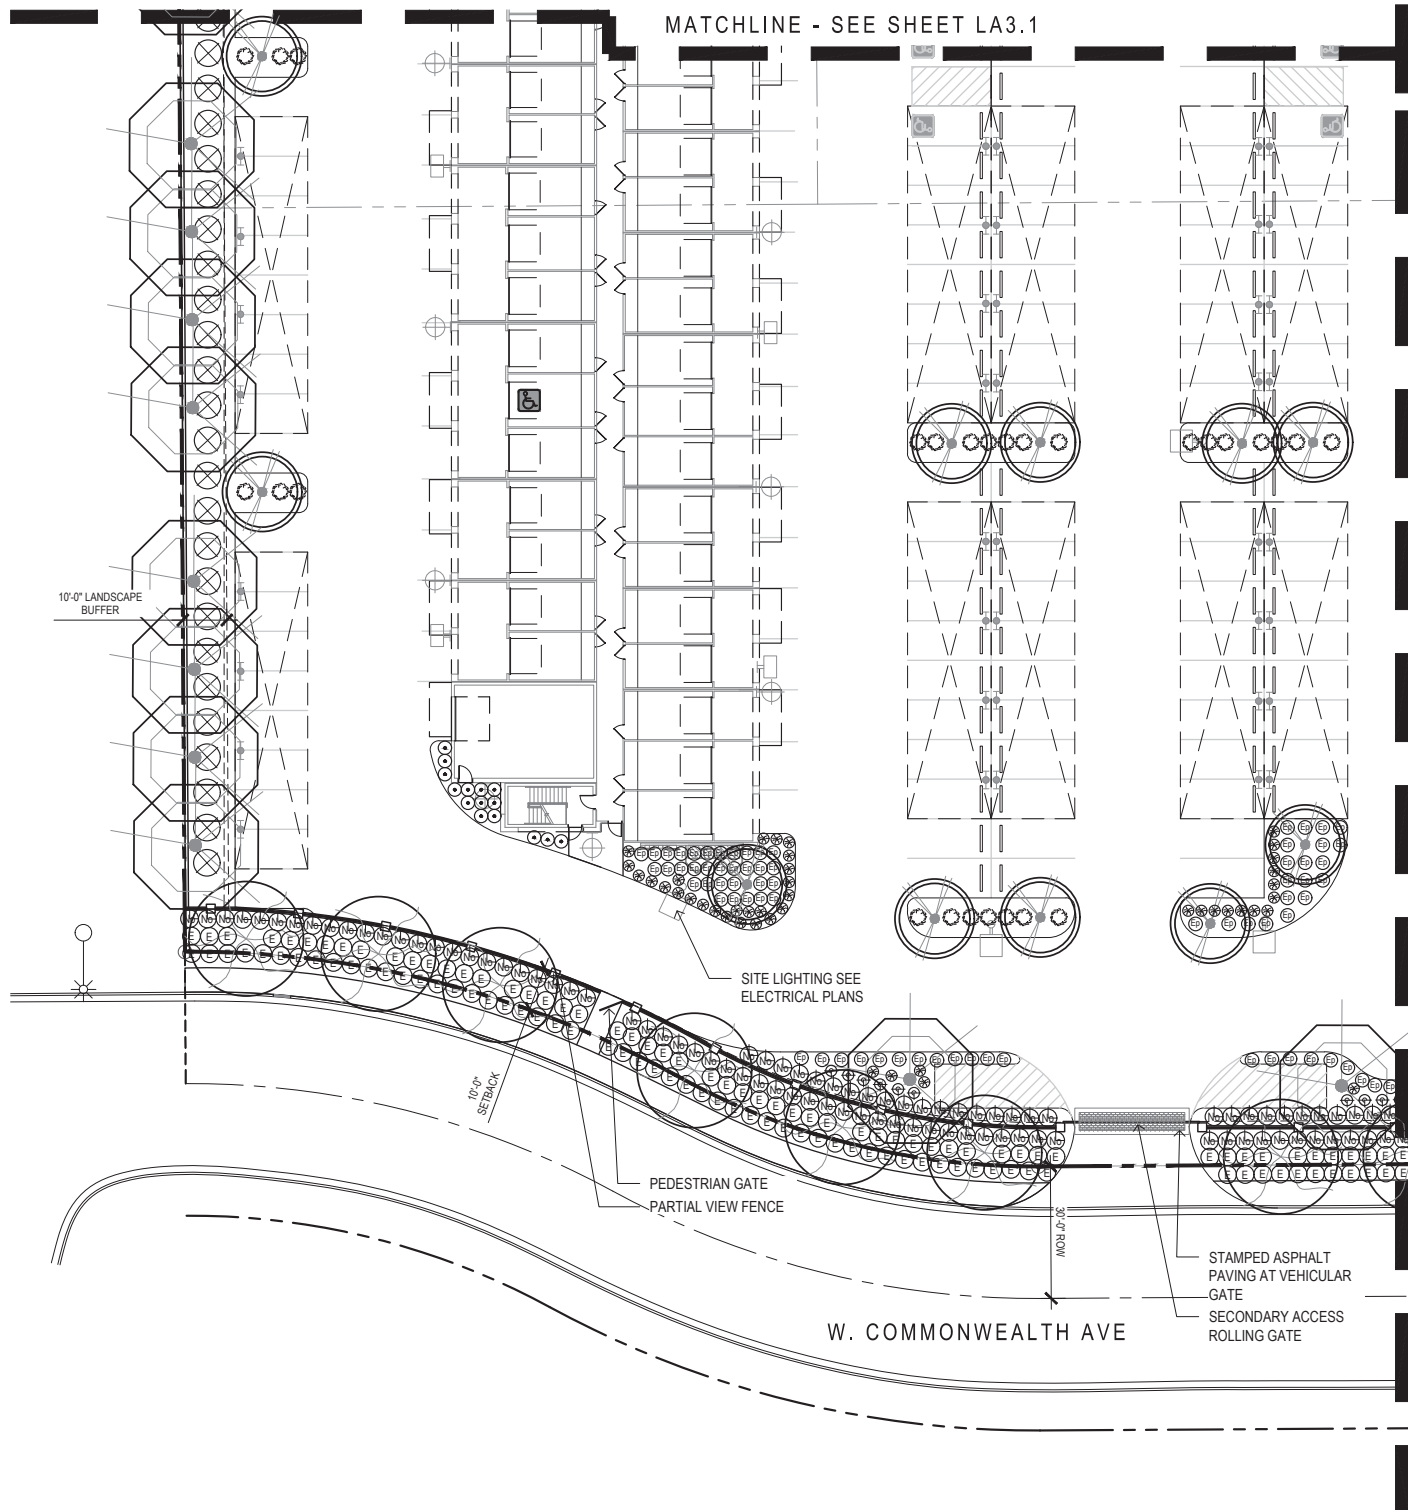 MATCHLINE - SEE SHEET LA3.1
10'-0" LANDSCAPE
BUFFER
SITE LIGHTING SEE
ELECTRICAL PLANS
10'-0"
SETBACK
PEDESTRIAN GATE
PARTIAL VIEW FENCE
30'-0" ROW
STAMPED ASPHALT
PAVING AT VEHICULAR
GATE
SECONDARY ACCESS
ROLLING GATE
W. COMMONWEALTH AVE